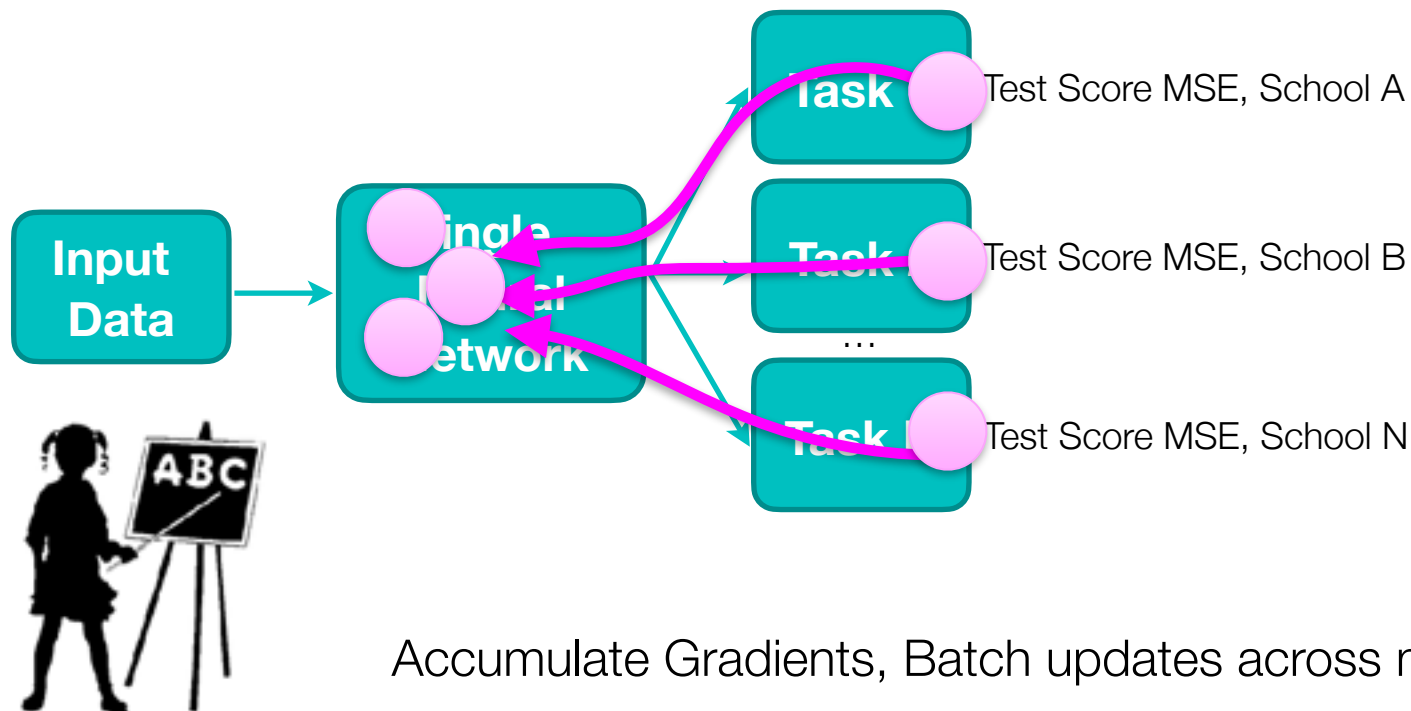 Input
Data
Task
Test Score MSE, School A
Task
Test Score MSE, School B
...
Task
Test Score MSE, School N
ABC
Accumulate Gradients, Batch updates across